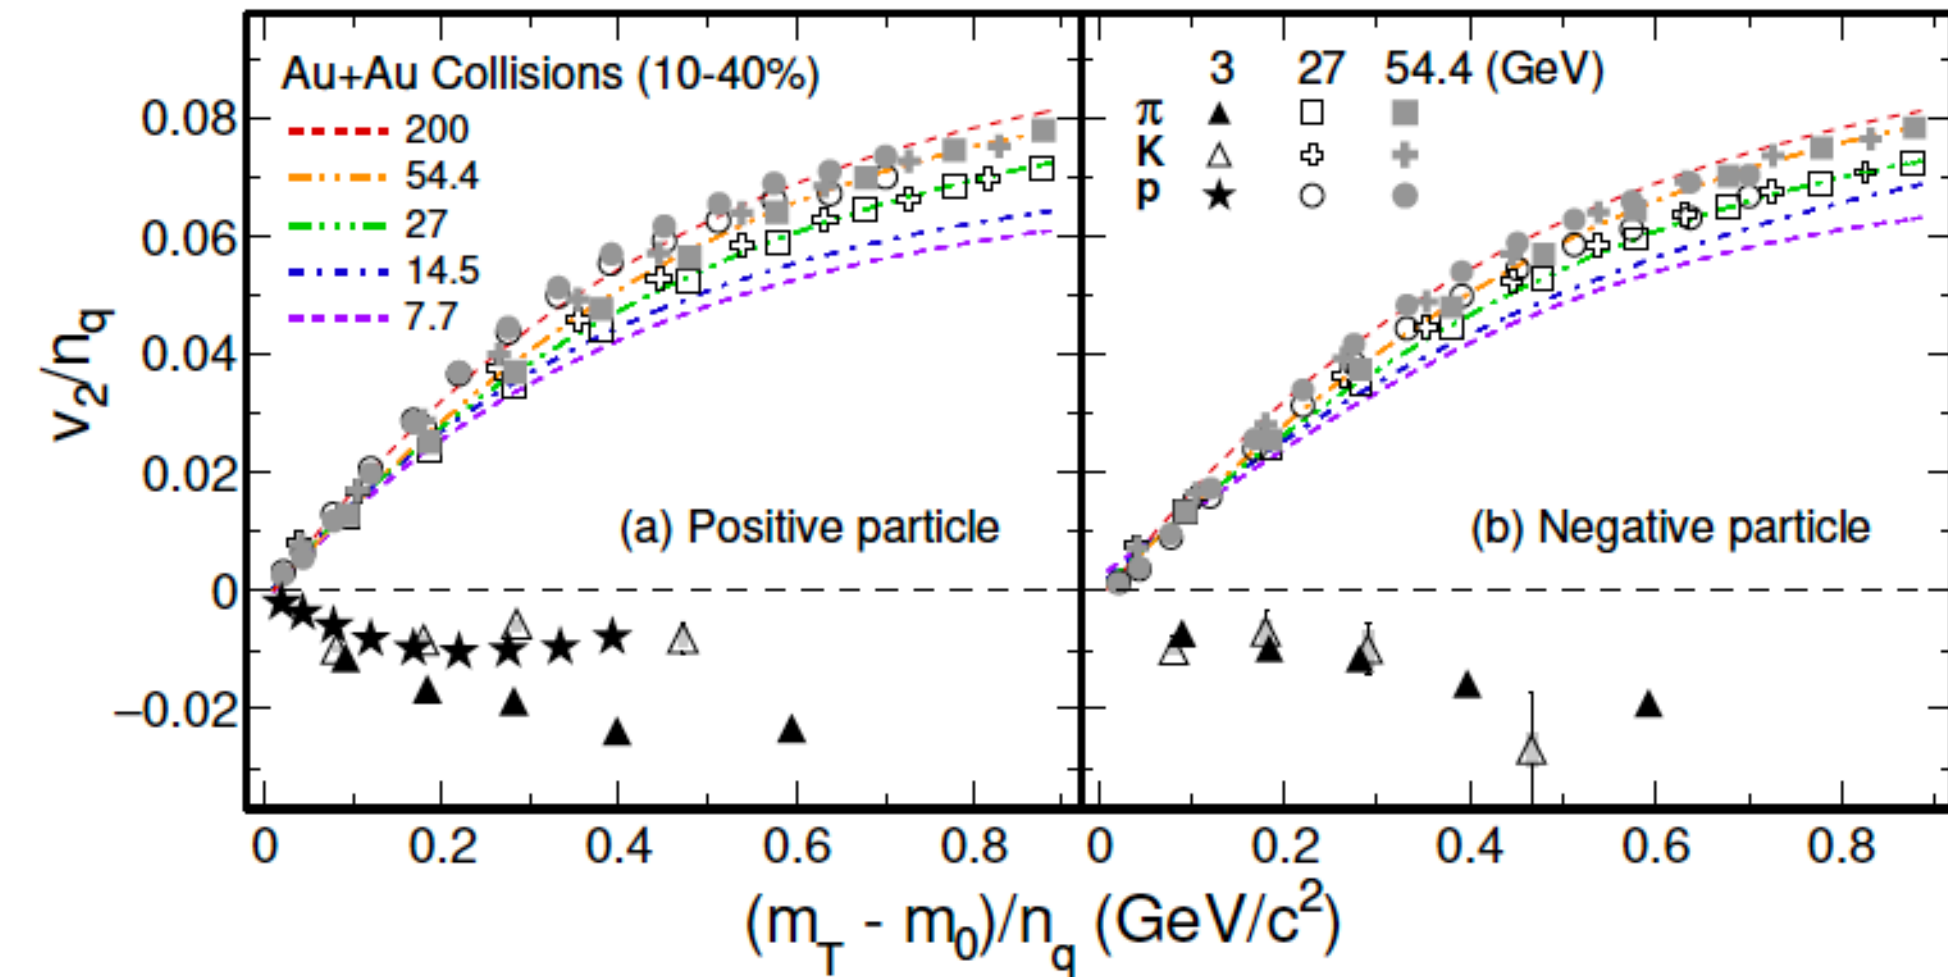 Au+Au Collisions (10-40%)
200
54.4
27
14.5
7.7
(a) Positive particle
3 27 54.4 (GeV)
π
K
p
(b) Negative particle
0.08
0.06
0.04
0.02
0
−0.02
v2/nq
0 0.2 0.4 0.6 0.8
0 0.2 0.4 0.6 0.8
(mT - m0)/nq (GeV/c²)